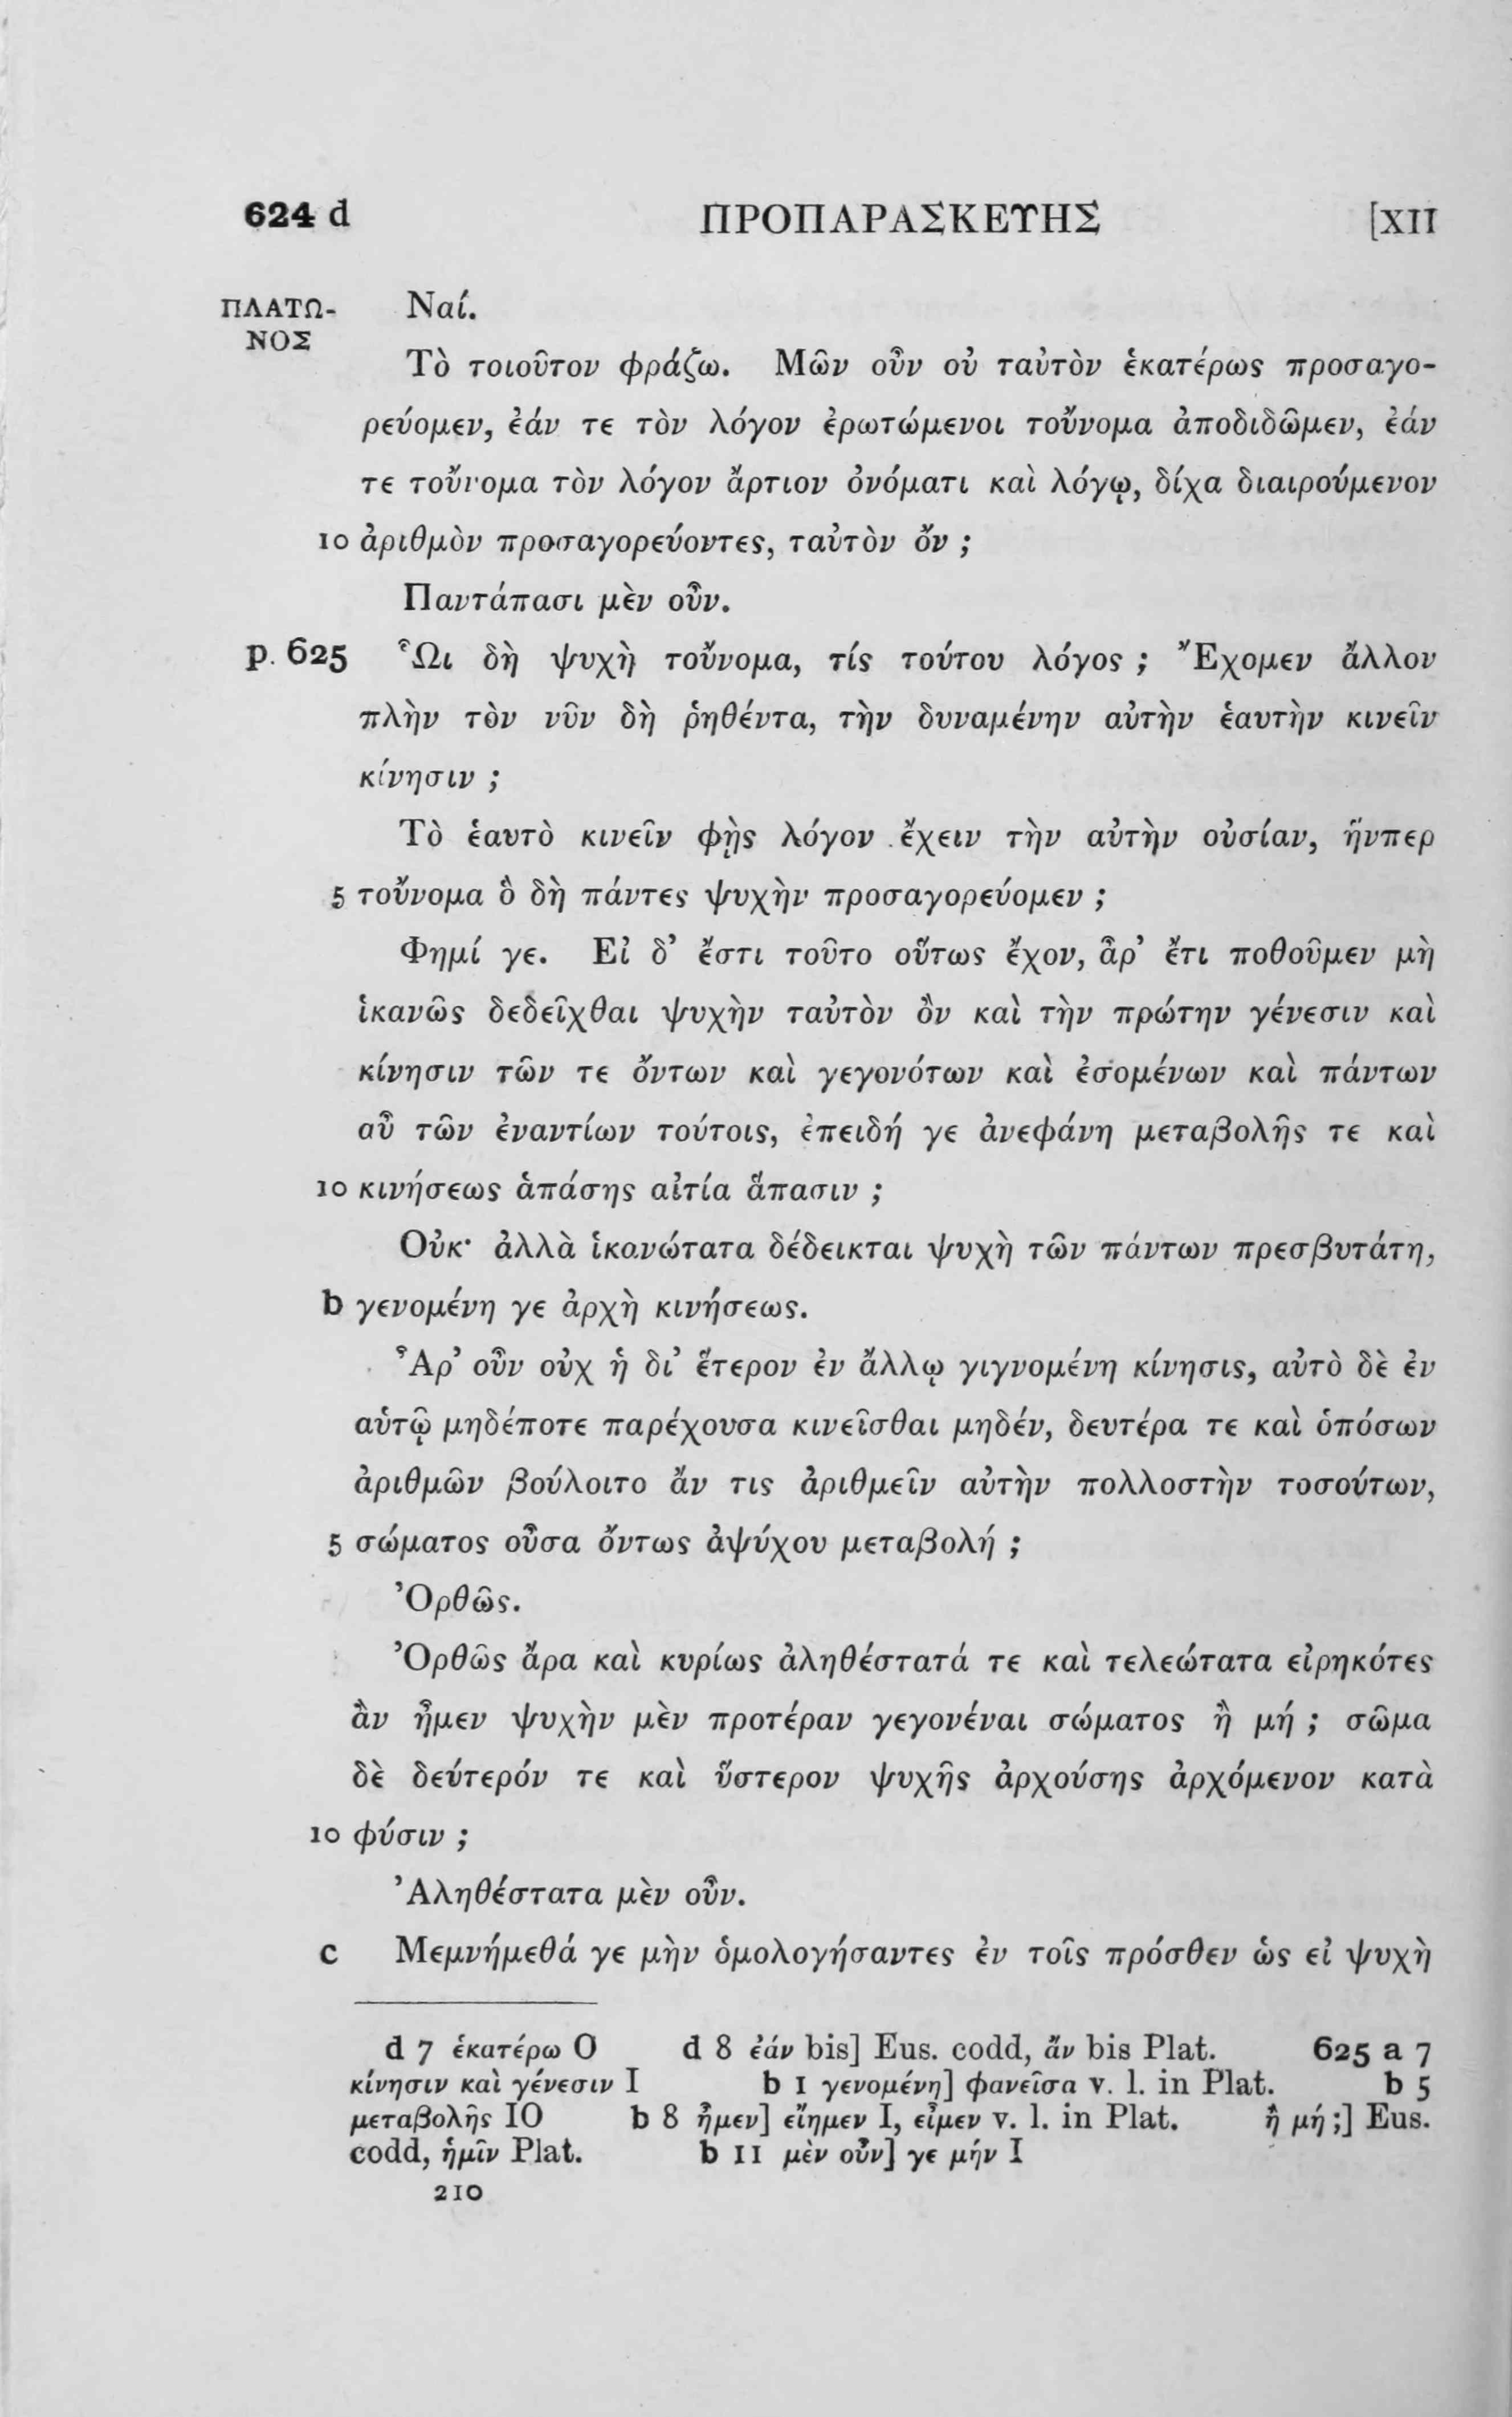 624 d ΠΡΟΠΑΡΑΣΚΕΥΗΣ [XII
ΠΛΑΤΩ- Ναί.
ΝΟΣ
Τὸ τοιοῦτον φράζω. Μῶν οὖν οὐ ταὐτὸν ἑκατέρως προσαγο-
ρεύομεν, ἐάν τε τὸν λόγον ἐρωτώμενοι τοὔνομα ἀποδιδῶμεν, ἐάν
τε τοὔνομα τὸν λόγον ἄρτιον ὀνόματι καὶ λόγῳ, δίχα διαιρούμενον
10 ἀριθμὸν προσαγορεύοντες, ταὐτὸν ὄν ;
Παντάπασι μὲν οὖν.
p. 625 ῟Ωι δὴ ψυχὴ τοὔνομα, τίς τούτου λόγος ; Ἔχομεν ἄλλον
πλὴν τὸν νῦν δὴ ῥηθέντα, τὴν δυναμένην αὐτὴν ἑαυτὴν κινεῖν
κίνησιν ;
Τὸ ἑαυτὸ κινεῖν φῂς λόγον ἔχειν τὴν αὐτὴν οὐσίαν, ἥνπερ
5 τοὔνομα ὃ δὴ πάντες ψυχὴν προσαγορεύομεν ;
Φημί γε. Εἰ δ’ ἔστι τοῦτο οὕτως ἔχον, ἆρ’ ἔτι ποθοῦμεν μὴ
ἱκανῶς δεδεῖχθαι ψυχὴν ταὐτὸν ὂν καὶ τὴν πρώτην γένεσιν καὶ
κίνησιν τῶν τε ὄντων καὶ γεγονότων καὶ ἐσομένων καὶ πάντων
αὖ τῶν ἐναντίων τούτοις, ἐπειδή γε ἀνεφάνη μεταβολῆς τε καὶ
10 κινήσεως ἁπάσης αἰτία ἅπασιν ;
Οὐκ· ἀλλὰ ἱκανώτατα δέδεικται ψυχὴ τῶν πάντων πρεσβυτάτη,
b γενομένη γε ἀρχὴ κινήσεως.
῟Αρ’ οὖν οὐχ ἡ δι’ ἕτερον ἐν ἄλλῳ γιγνομένη κίνησις, αὐτὸ δὲ ἐν
αὑτῷ μηδέποτε παρέχουσα κινεῖσθαι μηδέν, δευτέρα τε καὶ ὁπόσων
ἀριθμῶν βούλοιτο ἄν τις ἀριθμεῖν αὐτὴν πολλοστὴν τοσούτων,
5 σώματος οὖσα ὄντως ἀψύχου μεταβολή ;
Ὀρθῶς.
Ὀρθῶς ἄρα καὶ κυρίως ἀληθέστατά τε καὶ τελεώτατα εἰρηκότες
ἂν ἦμεν ψυχὴν μὲν προτέραν γεγονέναι σώματος ἢ μή ; σῶμα
δὲ δεύτερόν τε καὶ ὕστερον ψυχῆς ἀρχούσης ἀρχόμενον κατὰ
10 φύσιν ;
Ἀληθέστατα μὲν οὖν.
c Μεμνήμεθά γε μὴν ὁμολογήσαντες ἐν τοῖς πρόσθεν ὡς εἰ ψυχὴ
d 7 ἑκατέρω O d 8 ἐάν bis] Eus. codd, ἄν bis Plat. 625 a 7
κίνησιν καὶ γένεσιν I b 1 γενομένη] φανεῖσα v. l. in Plat. b 5
μεταβολῆς IO b 8 ἦμεν] εἴημεν I, εἶμεν v. l. in Plat. ἢ μή ;] Eus.
codd, ἡμῖν Plat. b 11 μὲν οὖν] γε μήν I
210